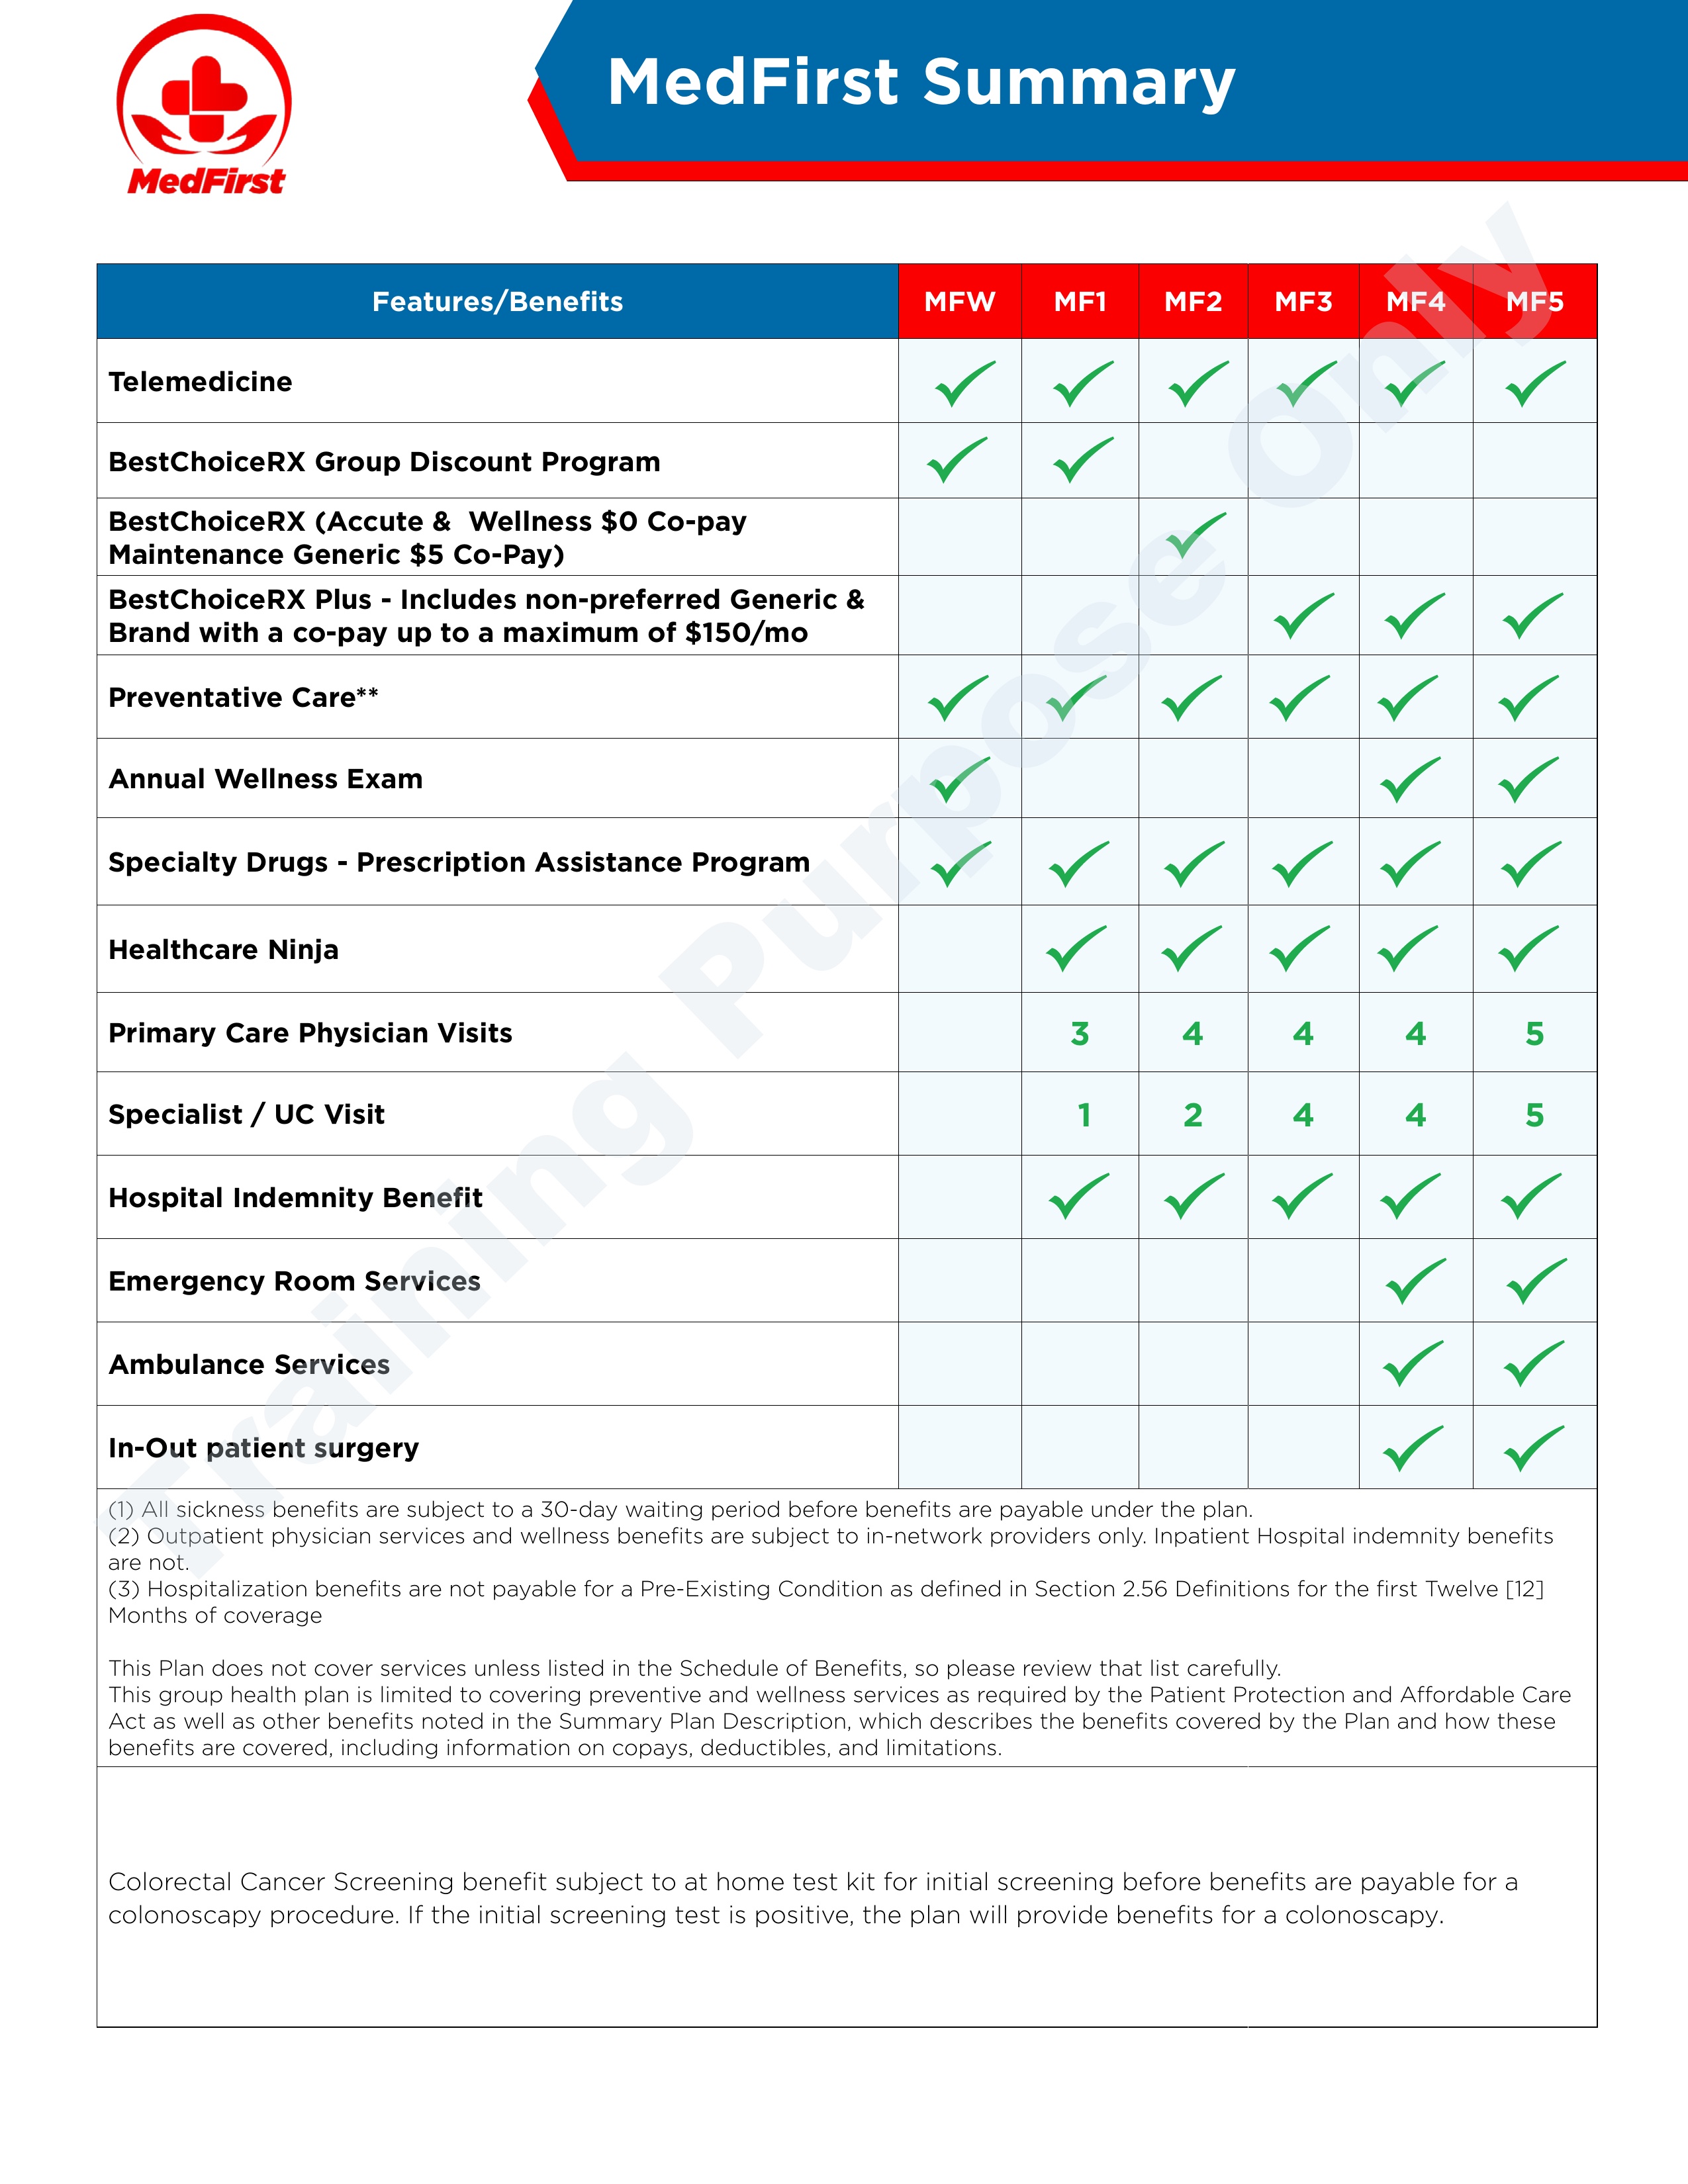 MedFirst
MedFirst Summary
Features/Benefits MFW MF1 MF2 MF3 MF4 MF5
Telemedicine
BestChoiceRX Group Discount Program
BestChoiceRX (Accute &  Wellness $0 Co-pay
Maintenance Generic $5 Co-Pay)
BestChoiceRX Plus - Includes non-preferred Generic &
Brand with a co-pay up to a maximum of $150/mo
Preventative Care**
Annual Wellness Exam
Specialty Drugs - Prescription Assistance Program
Healthcare Ninja
Primary Care Physician Visits 3 4 4 4 5
Specialist / UC Visit 1 2 4 4 5
Hospital Indemnity Benefit
Emergency Room Services
Ambulance Services
In-Out patient surgery
(1) All sickness benefits are subject to a 30-day waiting period before benefits are payable under the plan.
(2) Outpatient physician services and wellness benefits are subject to in-network providers only. Inpatient Hospital indemnity benefits
are not.
(3) Hospitalization benefits are not payable for a Pre-Existing Condition as defined in Section 2.56 Definitions for the first Twelve [12]
Months of coverage
This Plan does not cover services unless listed in the Schedule of Benefits, so please review that list carefully.
This group health plan is limited to covering preventive and wellness services as required by the Patient Protection and Affordable Care
Act as well as other benefits noted in the Summary Plan Description, which describes the benefits covered by the Plan and how these
benefits are covered, including information on copays, deductibles, and limitations.
Colorectal Cancer Screening benefit subject to at home test kit for initial screening before benefits are payable for a
colonoscapy procedure. If the initial screening test is positive, the plan will provide benefits for a colonoscapy.
Training Purpose Only